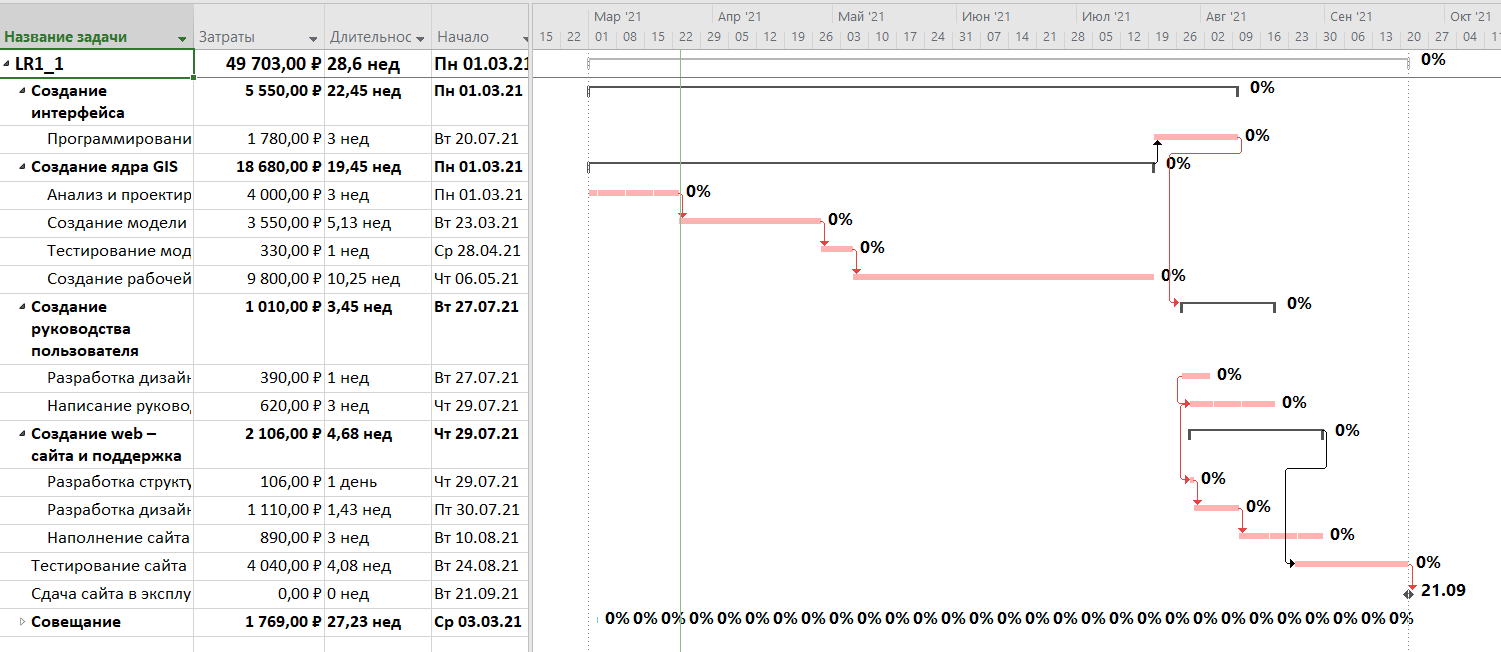 Мар '21 Апр '21 Май '21 Июн '21 Июл '21 Авг '21 Сен '21 Окт '21
Название задачи Затраты Длительнос Начало 15 22 01 08 15 22 29 05 12 19 26 03 10 17 24 31 07 14 21 28 05 12 19 26 02 09 16 23 30 06 13 20 27 04 11
LR1_1 49 703,00 ₽ 28,6 нед Пн 01.03.21 0%
Создание 5 550,00 ₽ 22,45 нед Пн 01.03.21 0%
интерфейса
Программировани 1 780,00 ₽ 3 нед Вт 20.07.21 0%
Создание ядра GIS 18 680,00 ₽ 19,45 нед Пн 01.03.21 0%
Анализ и проектир 4 000,00 ₽ 3 нед Пн 01.03.21 0%
Создание модели 3 550,00 ₽ 5,13 нед Вт 23.03.21 0%
Тестирование мод 330,00 ₽ 1 нед Ср 28.04.21 0%
Создание рабочей 9 800,00 ₽ 10,25 нед Чт 06.05.21 0%
Создание 1 010,00 ₽ 3,45 нед Вт 27.07.21 0%
руководства
пользователя
Разработка дизайн 390,00 ₽ 1 нед Вт 27.07.21 0%
Написание руково, 620,00 ₽ 3 нед Чт 29.07.21 0%
Создание web – 2 106,00 ₽ 4,68 нед Чт 29.07.21 0%
сайта и поддержка
Разработка структу 106,00 ₽ 1 день Чт 29.07.21 0%
Разработка дизайн 1 110,00 ₽ 1,43 нед Пт 30.07.21 0%
Наполнение сайта 890,00 ₽ 3 нед Вт 10.08.21 0%
Тестирование сайта 4 040,00 ₽ 4,08 нед Вт 24.08.21 0%
Сдача сайта в эксплу 0,00 ₽ 0 нед Вт 21.09.21 21.09
Совещание 1 769,00 ₽ 27,23 нед Ср 03.03.21 0% 0% 0% 0% 0% 0% 0% 0% 0% 0% 0% 0% 0% 0% 0% 0% 0% 0% 0% 0% 0% 0% 0% 0% 0% 0% 0% 0% 0%